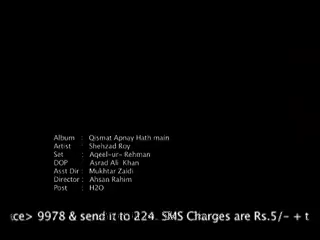 Album : Qismat Apnay Hath main
Artist : Shehzad Roy
Set : Aqeel-ur- Rehman
DOP : Asrad Ali Khan
Asst Dir : Mukhtar Zaidi
Director : Ahsan Rahim
Post : H2O
ce> 9978 & send it to 224. SMS Charges are Rs.5/- + t